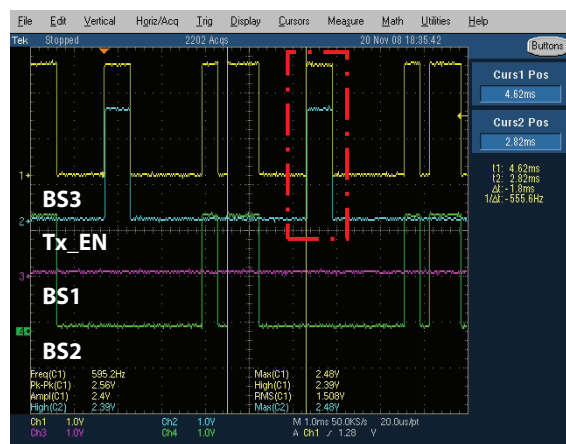 File Edit Vertical Horiz/Acq Trig Display Cursors Measure Math Utilities Help
Tek Stopped 2202 Acqs 20 Nov 08 18:35:42
Buttons
Curs1 Pos
4.62ms
Curs2 Pos
2.82ms
t1: 4.62ms
t2: 2.82ms
Δt: -1.8ms
1/Δt: -555.6Hz
1
BS3
2
Tx_EN
3
BS1
4
BS2
Freq(C1) 595.2Hz Max(C1) 2.48V
Pk-Pk(C1) 2.56V High(C1) 2.39V
Ampl(C1) 2.4V RMS(C1) 1.508V
High(C2) 2.39V Max(C2) 2.48V
Ch1 1.0V Ch2 1.0V M 1.0ms 50.0KS/s 20.0us/pt
Ch3 1.0V Ch4 1.0V A Ch1 / 1.28 V